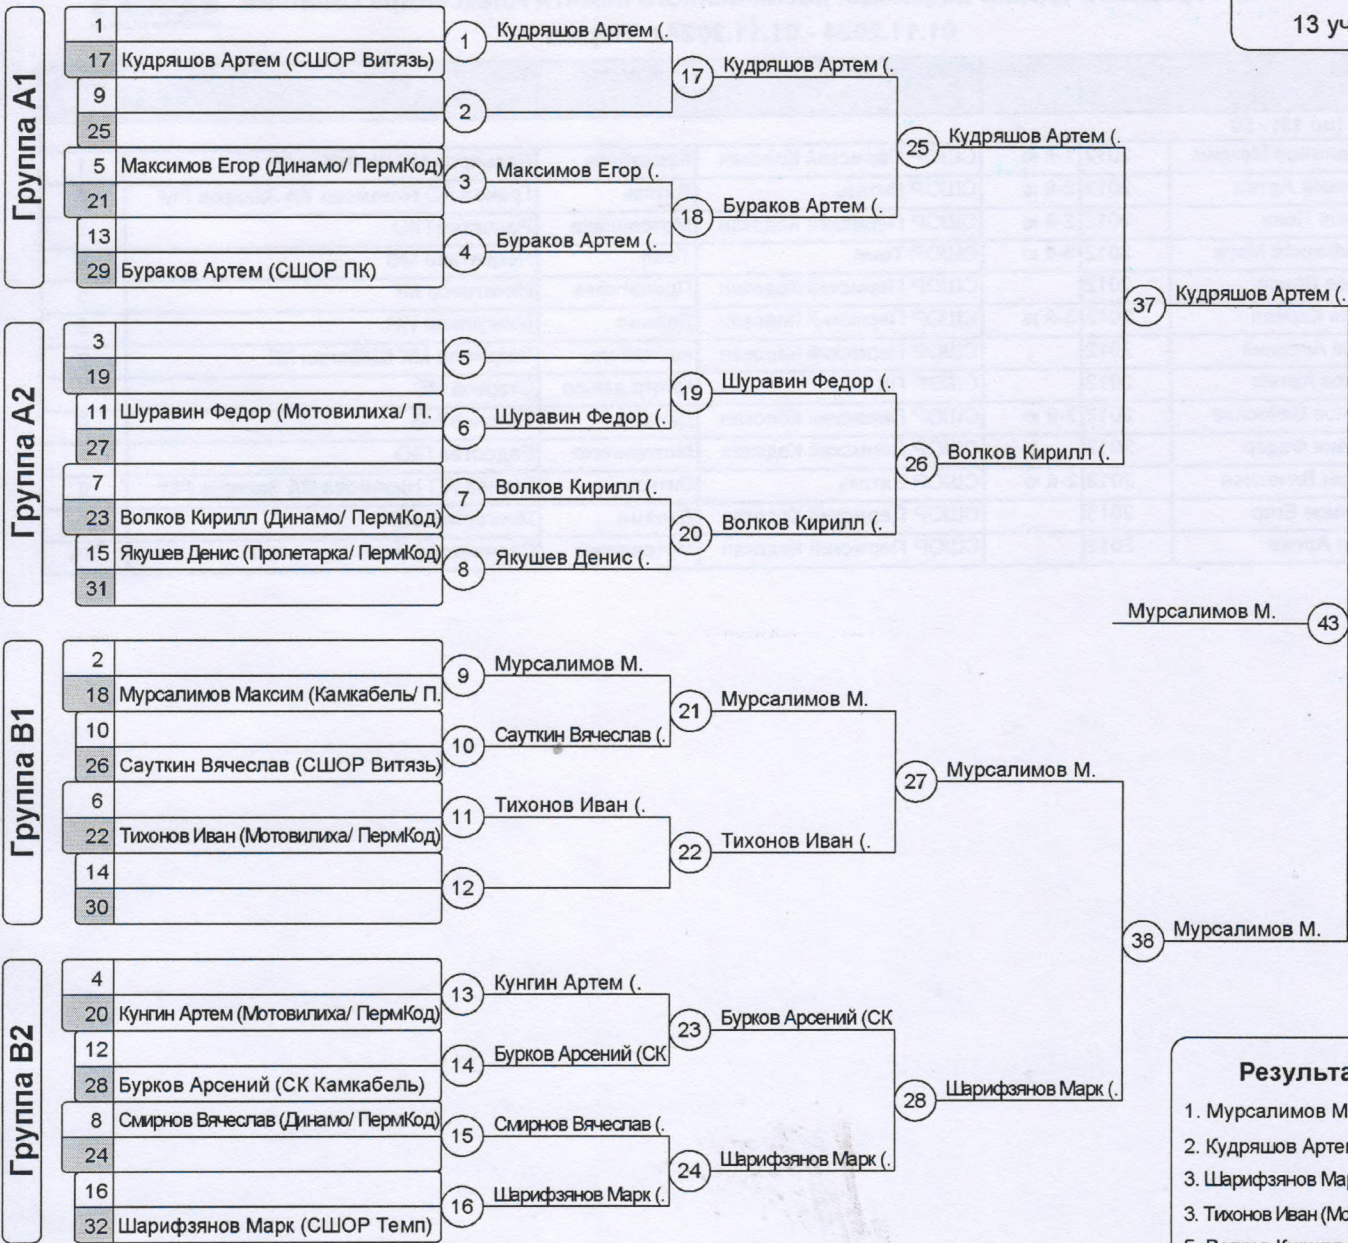 13 уч
Группа A1
1
17 Кудряшов Артем (СШОР Витязь)
9
25
5 Максимов Егор (Динамо/ ПермКод)
21
13
29 Бураков Артем (СШОР ПК)
Группа A2
3
19
11 Шуравин Федор (Мотовилиха/ П.
27
7
23 Волков Кирилл (Динамо/ ПермКод)
15 Якушев Денис (Пролетарка/ ПермКод)
31
Группа B1
2
18 Мурсалимов Максим (Камкабель/ П.
10
26 Сауткин Вячеслав (СШОР Витязь)
6
22 Тихонов Иван (Мотовилиха/ ПермКод)
14
30
Группа B2
4
20 Кунгин Артем (Мотовилиха/ ПермКод)
12
28 Бурков Арсений (СК Камкабель)
8 Смирнов Вячеслав (Динамо/ ПермКод)
24
16
32 Шарифзянов Марк (СШОР Темп)
1 Кудряшов Артем (.
2
3 Максимов Егор (.
4 Бураков Артем (.
5
6 Шуравин Федор (.
7 Волков Кирилл (.
8 Якушев Денис (.
9 Мурсалимов М.
10 Сауткин Вячеслав (.
11 Тихонов Иван (.
12
13 Кунгин Артем (.
14 Бурков Арсений (СК
15 Смирнов Вячеслав (.
16 Шарифзянов Марк (.
17 Кудряшов Артем (.
18 Бураков Артем (.
19 Шуравин Федор (.
20 Волков Кирилл (.
21 Мурсалимов М.
22 Тихонов Иван (.
23 Бурков Арсений (СК
24 Шарифзянов Марк (.
25 Кудряшов Артем (.
26 Волков Кирилл (.
27 Мурсалимов М.
28 Шарифзянов Марк (.
37 Кудряшов Артем (.
38 Мурсалимов М.
Мурсалимов М. 43
Результа
1. Мурсалимов М
2. Кудряшов Арте
3. Шарифзянов Ма
3. Тихонов Иван (Мо